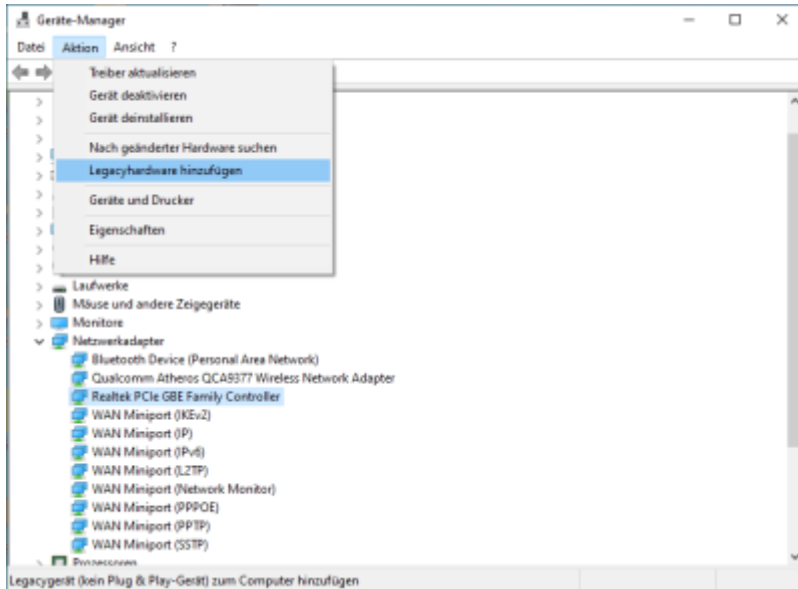 Geräte-Manager
Datei Aktion Ansicht ?
Treiber aktualisieren
Gerät deaktivieren
Gerät deinstallieren
Nach geänderter Hardware suchen
Legacyhardware hinzufügen
Geräte und Drucker
Eigenschaften
Hilfe
Laufwerke
Mäuse und andere Zeigegeräte
Monitore
Netzwerkadapter
Bluetooth Device (Personal Area Network)
Qualcomm Atheros QCA9377 Wireless Network Adapter
Realtek PCIe GBE Family Controller
WAN Miniport (IKEv2)
WAN Miniport (IP)
WAN Miniport (IPv6)
WAN Miniport (L2TP)
WAN Miniport (Network Monitor)
WAN Miniport (PPPOE)
WAN Miniport (PPTP)
WAN Miniport (SSTP)
Prozessoren
Legacygerät (kein Plug & Play-Gerät) zum Computer hinzufügen